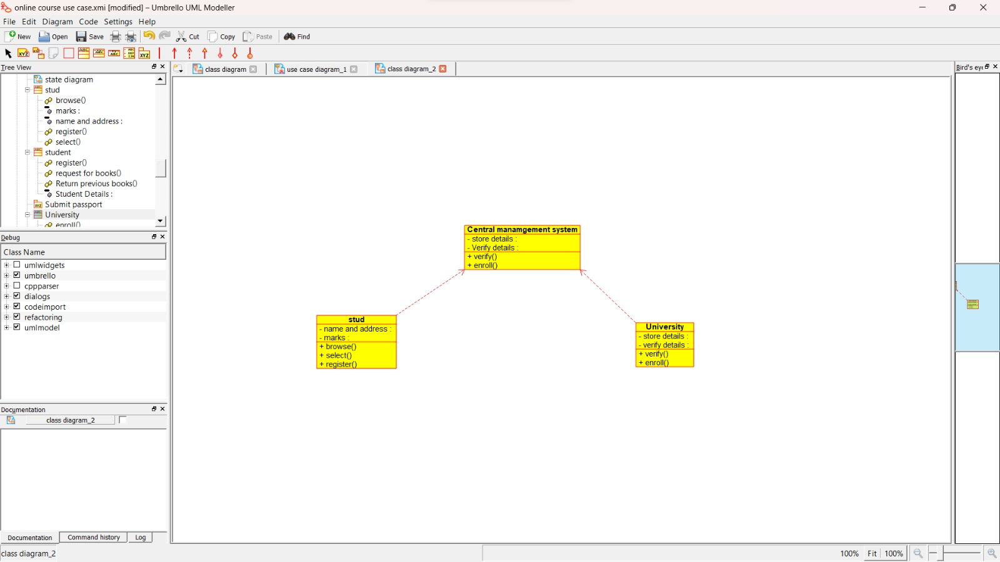 online course use case.xmi [modified] – Umbrello UML Modeller
File Edit Diagram Code Settings Help
New Open Save Cut Copy Paste Find
Tree View
class diagram use case diagram_1 class diagram_2
Bird's eye
state diagram
stud
browse()
marks :
name and address :
register()
select()
student
register()
request for books()
Return previous books()
Student Details :
Submit passport
University
enroll()
Debug
Class Name
umlwidgets
umbrello
cppparser
dialogs
codeimport
refactoring
umlmodel
Documentation
class diagram_2
Documentation Command history Log
Central manamgement system
- store details :
- Verify details :
+ verify()
+ enroll()
stud
- name and address :
- marks :
+ browse()
+ select()
+ register()
University
- store details :
- verify details :
+ verify()
+ enroll()
class diagram_2
100% Fit 100%